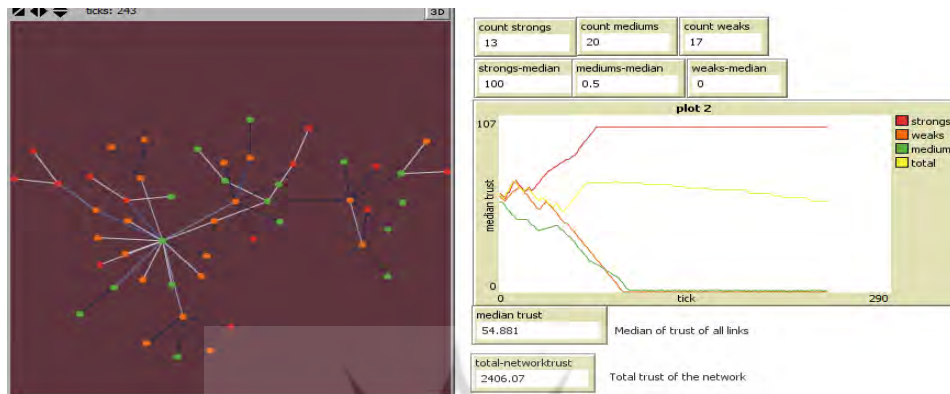 ticks: 243
3D
count strongs
13
count mediums
20
count weaks
17
strongs-median
100
mediums-median
0.5
weaks-median
0
plot 2
107
median trust
0
0
tick
290
strongs
weaks
medium
total
median trust
54.881
Median of trust of all links
total-networktrust
2406.07
Total trust of the network